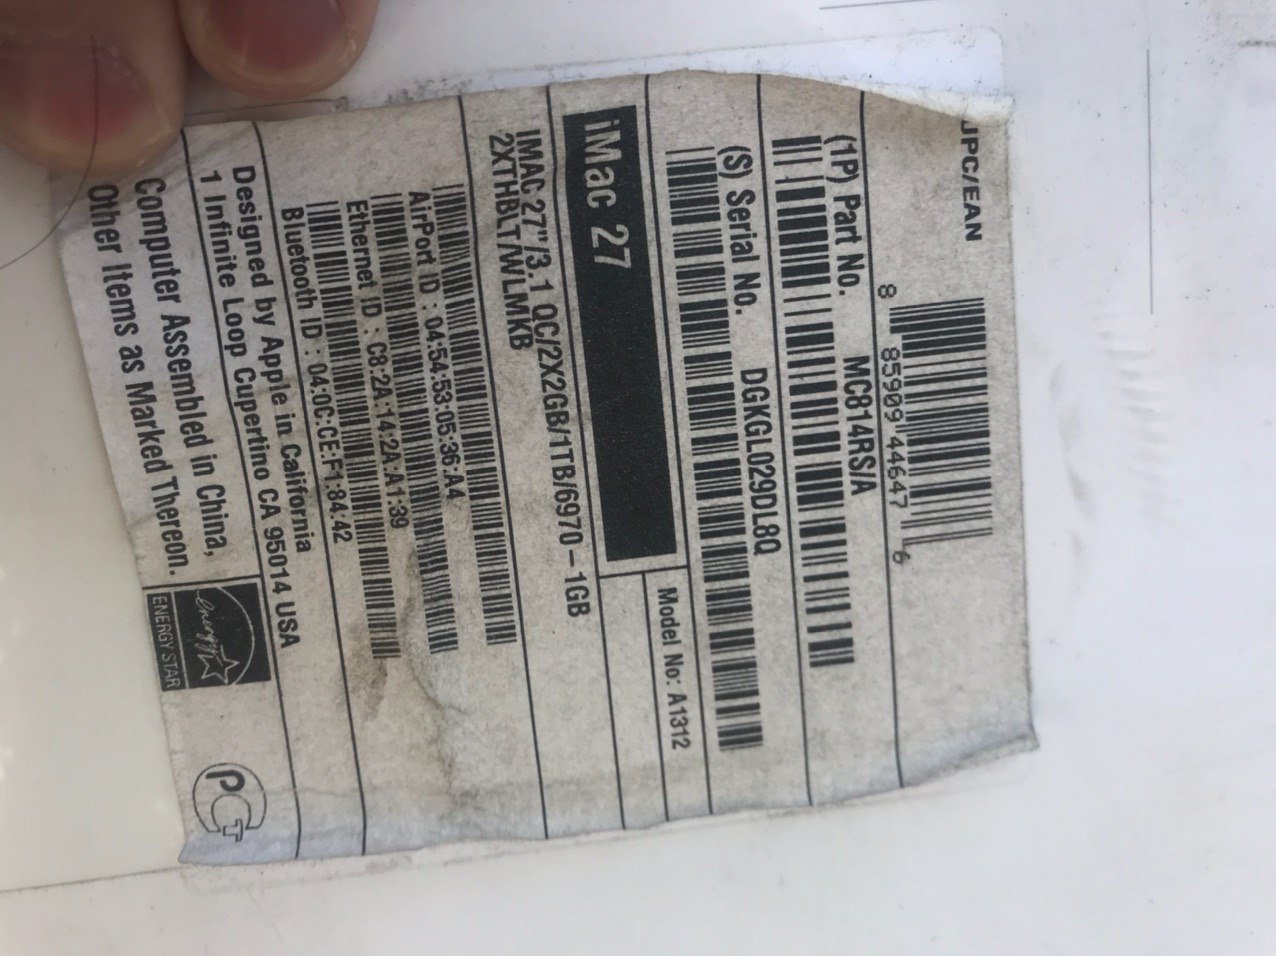 UPC/EAN
8 85909 44647 6
(1P) Part No. MC814RS/A
(S) Serial No. DGKGL029DL8Q
iMac 27
Model No: A1312
IMAC 27"/3.1 QC/2X2GB/1TB/6970-1GB
2XTHBLT/WLMKB
AirPort ID : 04:54:53:05:36:A4
Ethernet ID : C8:2A:14:2A:A1:39
Bluetooth ID : 04:0C:CE:F1:84:42
Designed by Apple in California
1 Infinite Loop Cupertino CA 95014 USA
Computer Assembled in China,
Other Items as Marked Thereon.
energy
ENERGY STAR
РСТ